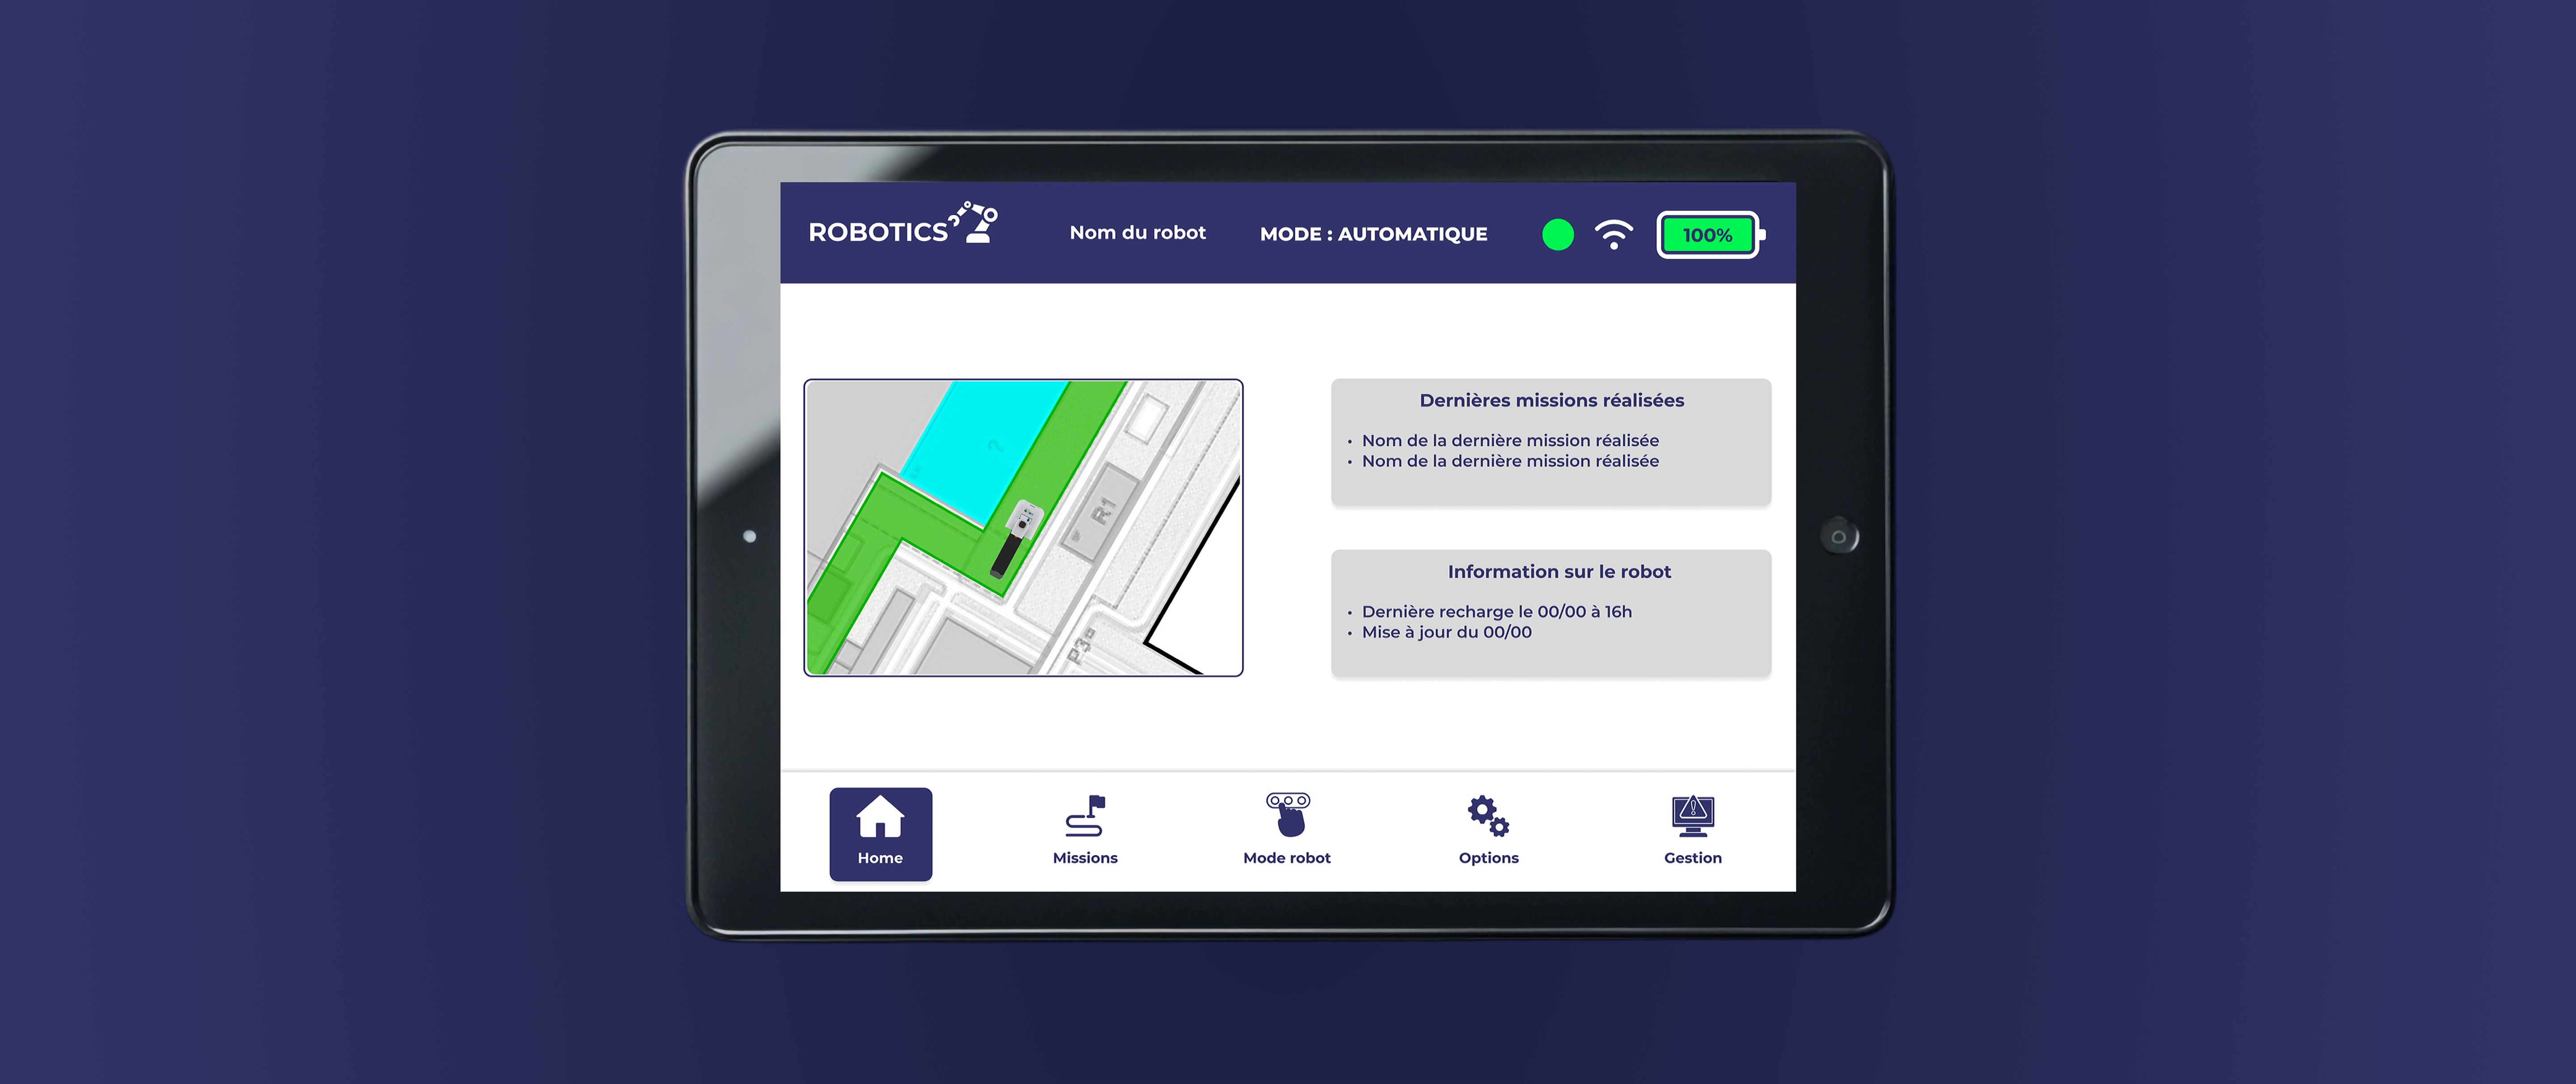 ROBOTICS
Nom du robot
MODE : AUTOMATIQUE
100%
?
R1
P3
Dernières missions réalisées
• Nom de la dernière mission réalisée
• Nom de la dernière mission réalisée
Information sur le robot
• Dernière recharge le 00/00 à 16h
• Mise à jour du 00/00
Home
Missions
Mode robot
Options
Gestion